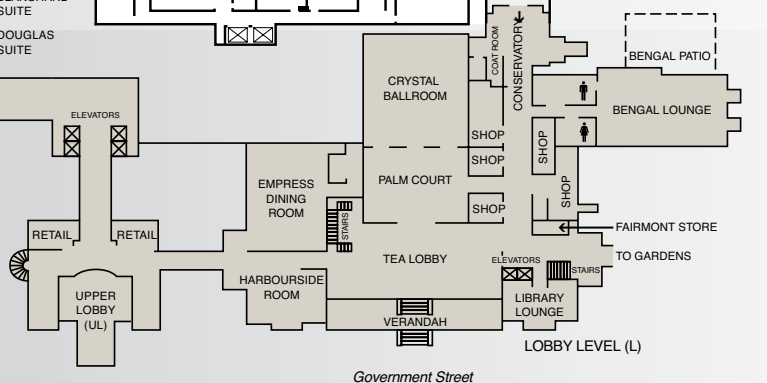 SUITE
DOUGLAS
SUITE
COAT ROOM
CONSERVATORY
BENGAL PATIO
CRYSTAL
BALLROOM
BENGAL LOUNGE
ELEVATORS
SHOP
SHOP
SHOP
SHOP
SHOP
PALM COURT
EMPRESS
DINING
ROOM
STAIRS
RETAIL
RETAIL
FAIRMONT STORE
TEA LOBBY
ELEVATORS
TO GARDENS
STAIRS
HARBOURSIDE
ROOM
UPPER
LOBBY
(UL)
LIBRARY
LOUNGE
VERANDAH
LOBBY LEVEL (L)
Government Street